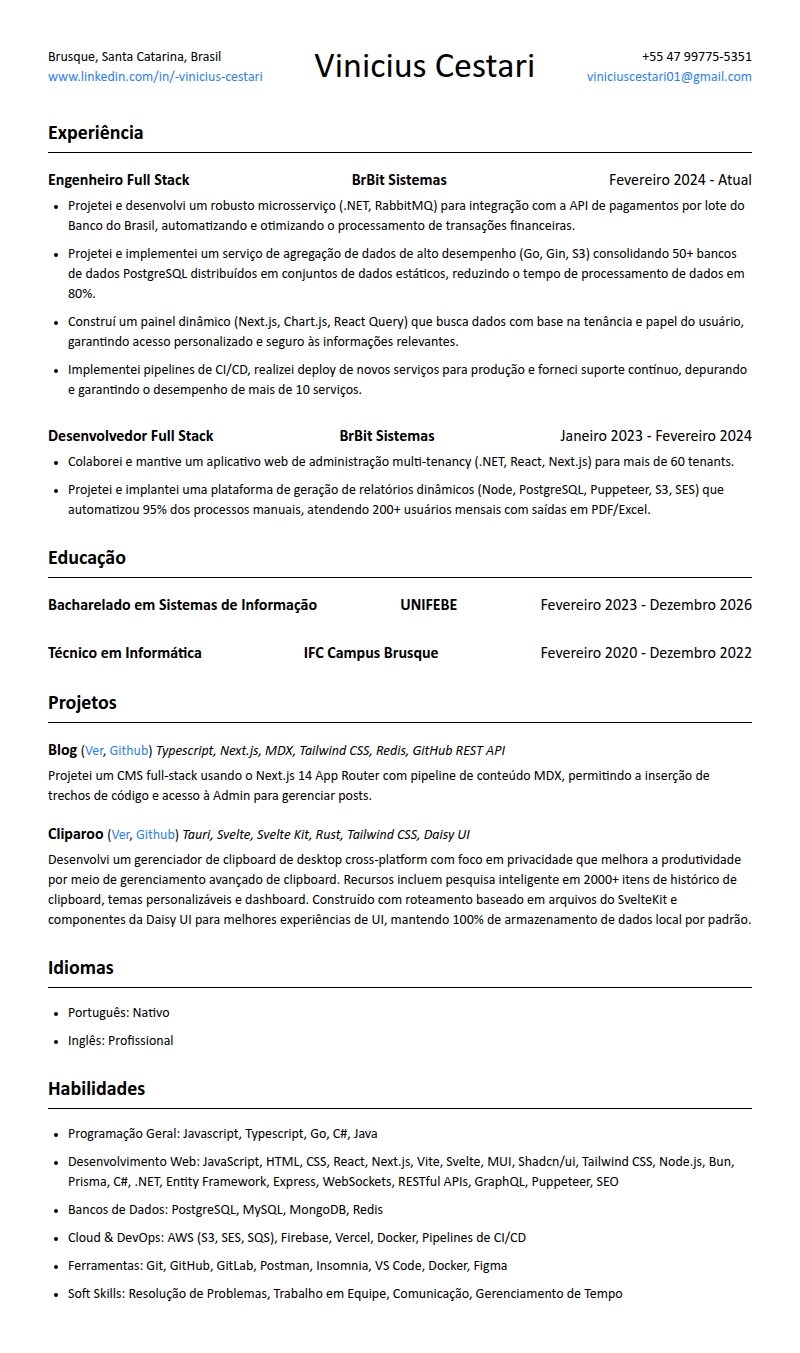 Brusque, Santa Catarina, Brasil
www.linkedin.com/in/-vinicius-cestari
Vinicius Cestari
+55 47 99775-5351
viniciuscestari01@gmail.com
Experiência
Engenheiro Full Stack BrBit Sistemas Fevereiro 2024 - Atual
• Projetei e desenvolvi um robusto microsserviço (.NET, RabbitMQ) para integração com a API de pagamentos por lote do
Banco do Brasil, automatizando e otimizando o processamento de transações financeiras.
• Projetei e implementei um serviço de agregação de dados de alto desempenho (Go, Gin, S3) consolidando 50+ bancos
de dados PostgreSQL distribuídos em conjuntos de dados estáticos, reduzindo o tempo de processamento de dados em
80%.
• Construí um painel dinâmico (Next.js, Chart.js, React Query) que busca dados com base na tenância e papel do usuário,
garantindo acesso personalizado e seguro às informações relevantes.
• Implementei pipelines de CI/CD, realizei deploy de novos serviços para produção e forneci suporte contínuo, depurando
e garantindo o desempenho de mais de 10 serviços.
Desenvolvedor Full Stack BrBit Sistemas Janeiro 2023 - Fevereiro 2024
• Colaborei e mantive um aplicativo web de administração multi-tenancy (.NET, React, Next.js) para mais de 60 tenants.
• Projetei e implantei uma plataforma de geração de relatórios dinâmicos (Node, PostgreSQL, Puppeteer, S3, SES) que
automatizou 95% dos processos manuais, atendendo 200+ usuários mensais com saídas em PDF/Excel.
Educação
Bacharelado em Sistemas de Informação UNIFEBE Fevereiro 2023 - Dezembro 2026
Técnico em Informática IFC Campus Brusque Fevereiro 2020 - Dezembro 2022
Projetos
Blog (Ver, Github) Typescript, Next.js, MDX, Tailwind CSS, Redis, GitHub REST API
Projetei um CMS full-stack usando o Next.js 14 App Router com pipeline de conteúdo MDX, permitindo a inserção de
trechos de código e acesso à Admin para gerenciar posts.
Cliparoo (Ver, Github) Tauri, Svelte, Svelte Kit, Rust, Tailwind CSS, Daisy UI
Desenvolvi um gerenciador de clipboard de desktop cross-platform com foco em privacidade que melhora a produtividade
por meio de gerenciamento avançado de clipboard. Recursos incluem pesquisa inteligente em 2000+ itens de histórico de
clipboard, temas personalizáveis e dashboard. Construído com roteamento baseado em arquivos do SvelteKit e
componentes da Daisy UI para melhores experiências de UI, mantendo 100% de armazenamento de dados local por padrão.
Idiomas
• Português: Nativo
• Inglês: Profissional
Habilidades
• Programação Geral: Javascript, Typescript, Go, C#, Java
• Desenvolvimento Web: JavaScript, HTML, CSS, React, Next.js, Vite, Svelte, MUI, Shadcn/ui, Tailwind CSS, Node.js, Bun,
Prisma, C#, .NET, Entity Framework, Express, WebSockets, RESTful APIs, GraphQL, Puppeteer, SEO
• Bancos de Dados: PostgreSQL, MySQL, MongoDB, Redis
• Cloud & DevOps: AWS (S3, SES, SQS), Firebase, Vercel, Docker, Pipelines de CI/CD
• Ferramentas: Git, GitHub, GitLab, Postman, Insomnia, VS Code, Docker, Figma
• Soft Skills: Resolução de Problemas, Trabalho em Equipe, Comunicação, Gerenciamento de Tempo